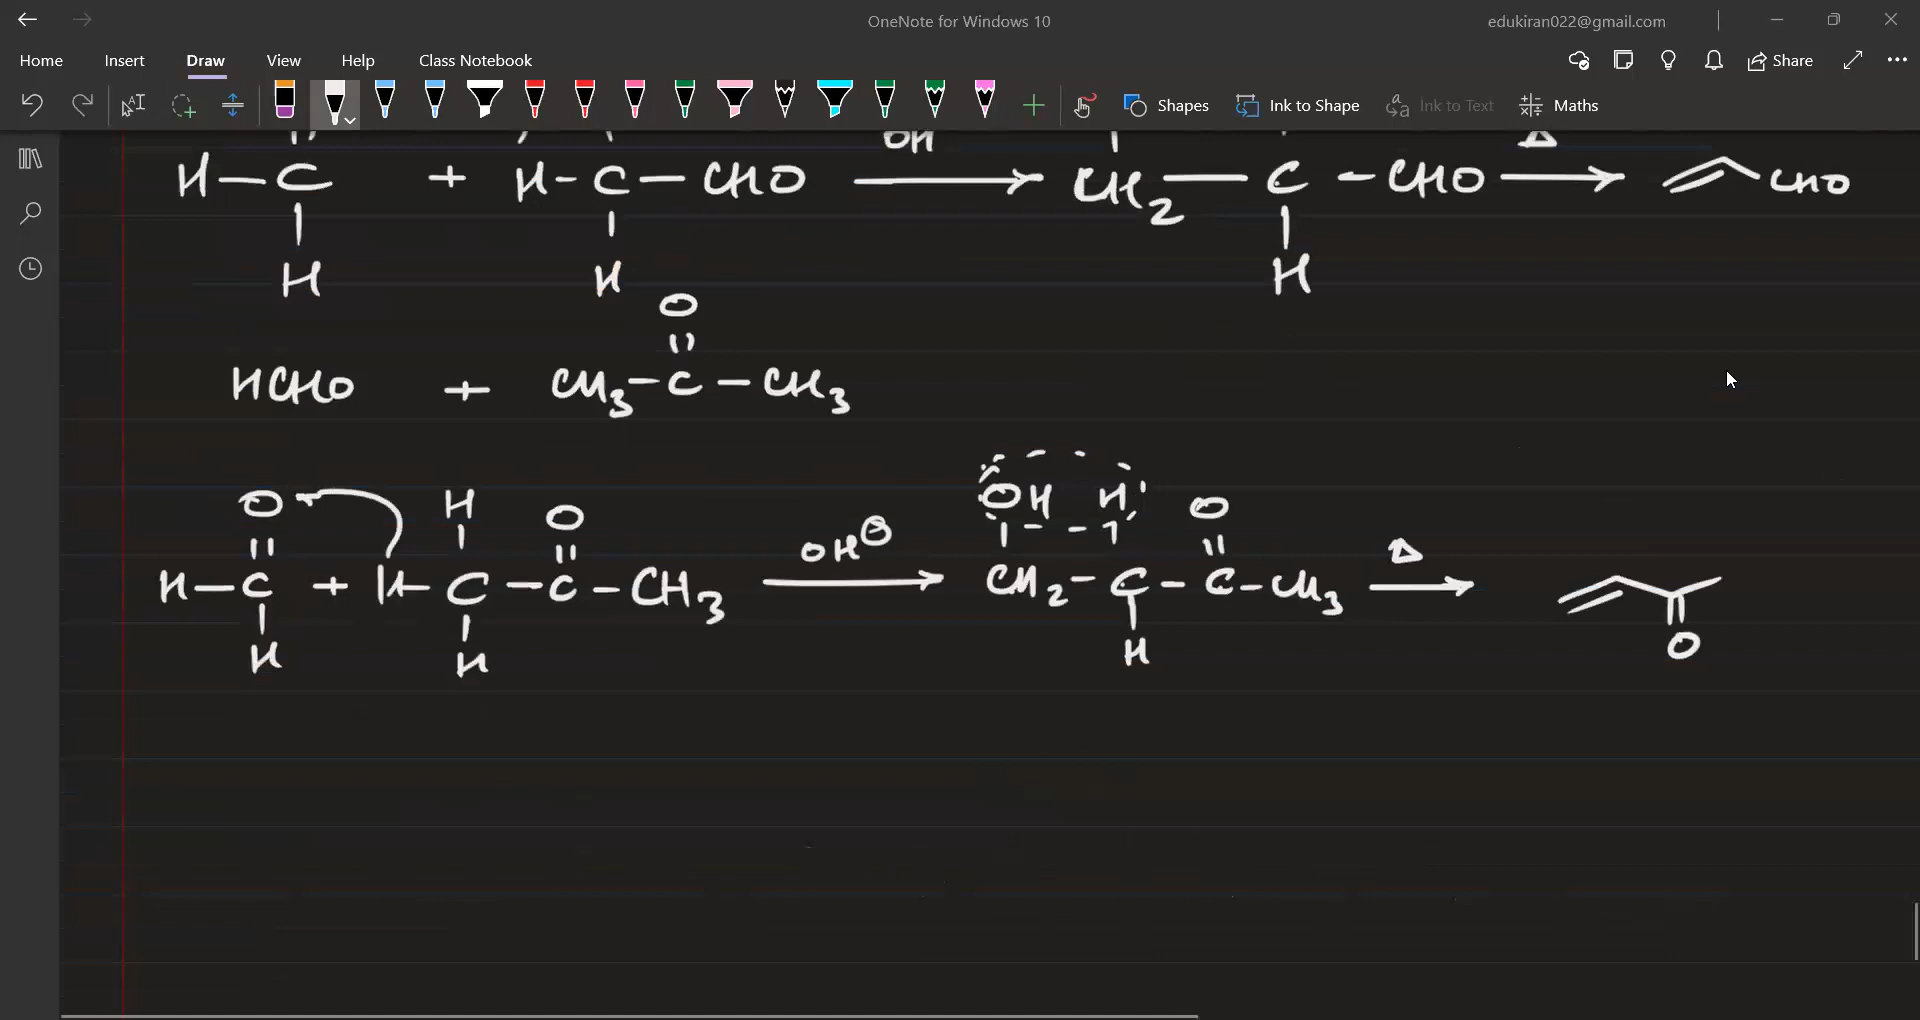 OneNote for Windows 10
edukiran022@gmail.com
Home Insert Draw View Help Class Notebook
Share
Shapes Ink to Shape Ink to Text Maths
OH Δ
H—C + H-C—CHO → CH2—C-CHO → CHO
H H H
O
HCHO + CH3-C-CH3
O H O OH H O
OH⊖ Δ
H-C + H-C-C-CH3 → CH2-C-C-CH3 →
H H H O